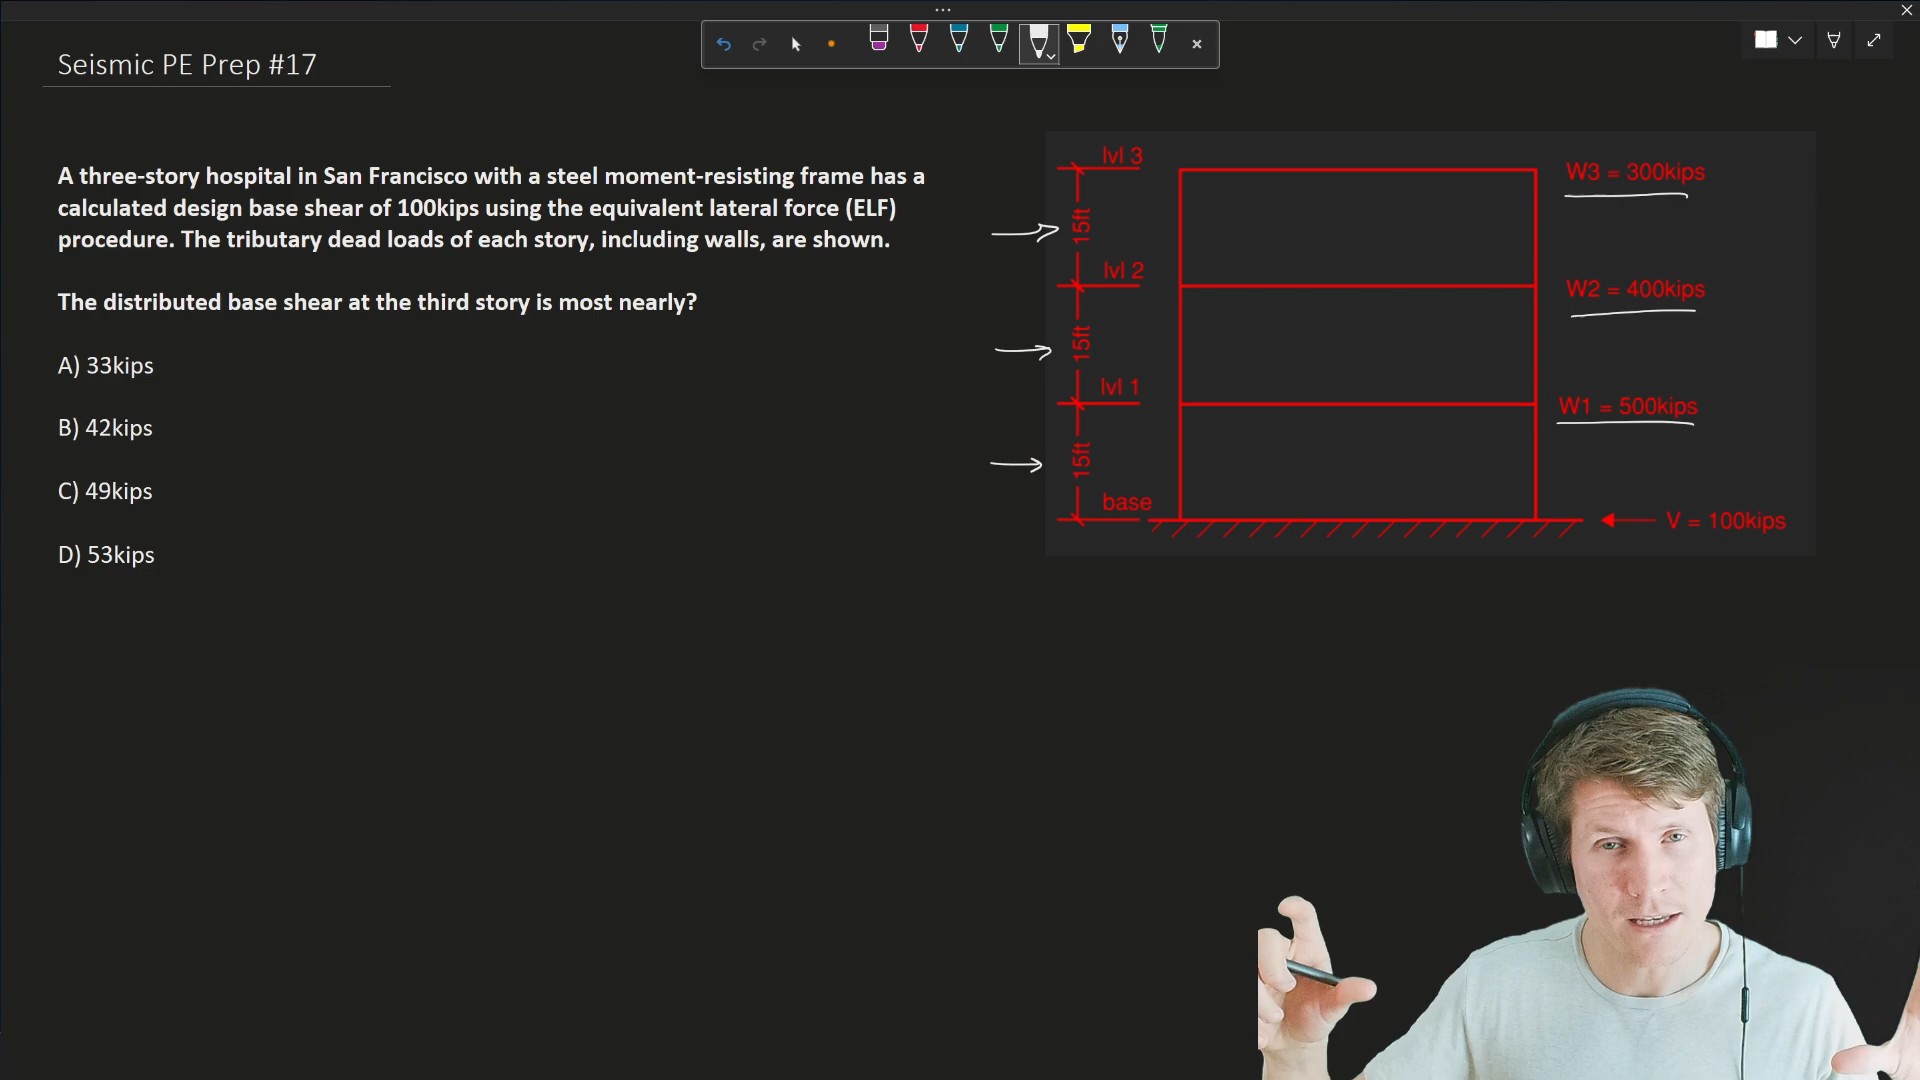 Seismic PE Prep #17
A three-story hospital in San Francisco with a steel moment-resisting frame has a
calculated design base shear of 100kips using the equivalent lateral force (ELF)
procedure. The tributary dead loads of each story, including walls, are shown.
The distributed base shear at the third story is most nearly?
A) 33kips
B) 42kips
C) 49kips
D) 53kips
lvl 3
W3 = 300kips
15ft
lvl 2
W2 = 400kips
15ft
lvl 1
W1 = 500kips
15ft
base
V = 100kips